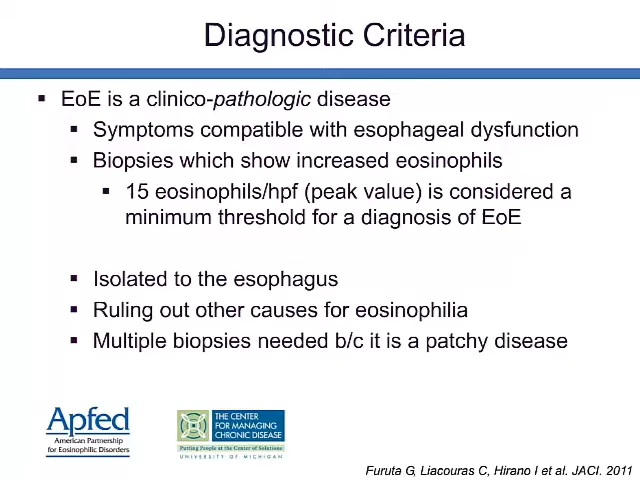 Diagnostic Criteria
▪ EoE is a clinico-pathologic disease
▪ Symptoms compatible with esophageal dysfunction
▪ Biopsies which show increased eosinophils
▪ 15 eosinophils/hpf (peak value) is considered a
minimum threshold for a diagnosis of EoE
▪ Isolated to the esophagus
▪ Ruling out other causes for eosinophilia
▪ Multiple biopsies needed b/c it is a patchy disease
Apfed
American Partnership
for Eosinophilic Disorders
THE CENTER
FOR MANAGING
CHRONIC DISEASE
Putting People at the Center of Solutions
UNIVERSITY OF MICHIGAN
Furuta G, Liacouras C, Hirano I et al. JACI. 2011